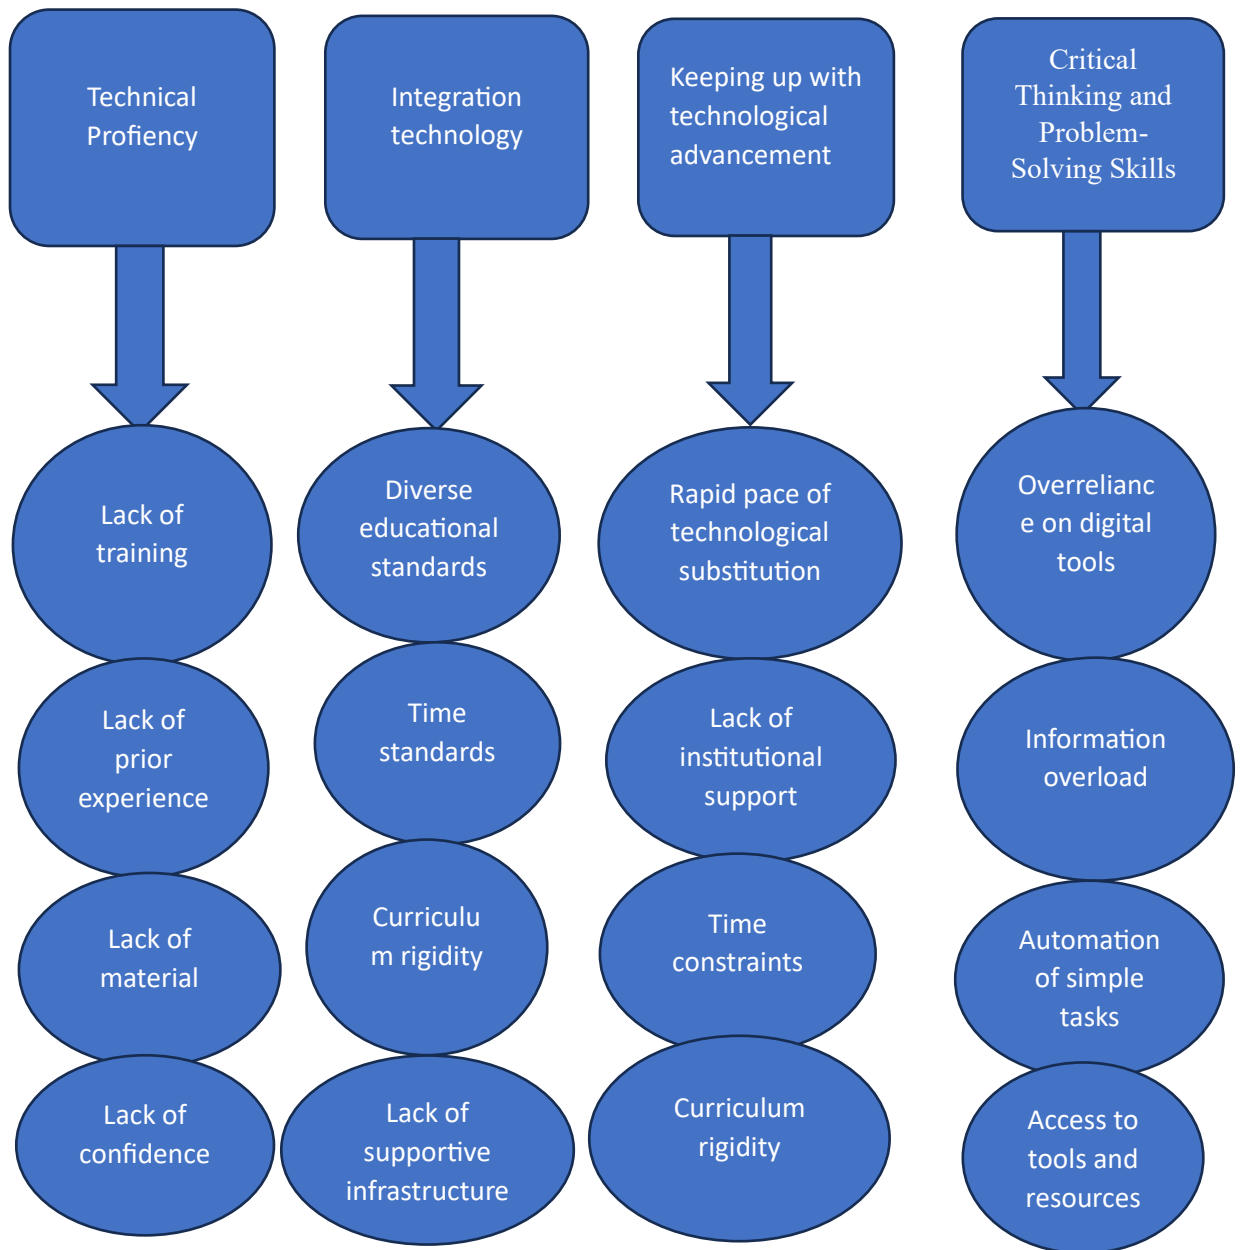 Technical
Profiency
Integration
technology
Keeping up with
technological
advancement
Critical
Thinking and
Problem-
Solving Skills
Lack of
training
Diverse
educational
standards
Rapid pace of
technological
substitution
Overrelianc
e on digital
tools
Lack of
prior
experience
Time
standards
Lack of
institutional
support
Information
overload
Lack of
material
Curriculu
m rigidity
Time
constraints
Automation
of simple
tasks
Lack of
confidence
Lack of
supportive
infrastructure
Curriculum
rigidity
Access to
tools and
resources